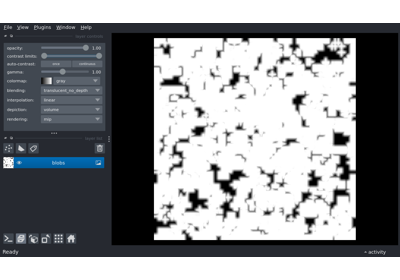 File View Plugins Window Help
opacity: 1.00
contrast limits:
auto-contrast: once continuous
gamma: 1.00
colormap: gray
blending: translucent_no_depth
interpolation: linear
depiction: volume
rendering: mip
blobs
Ready
activity